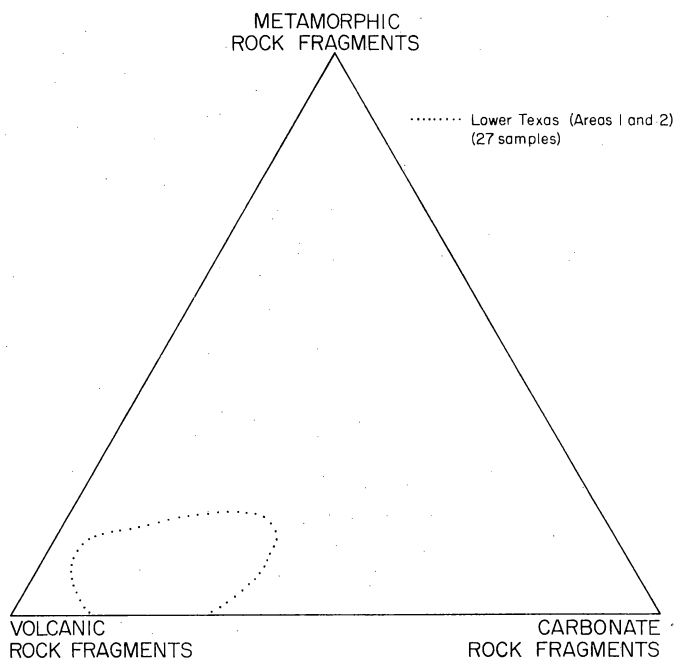 METAMORPHIC
ROCK FRAGMENTS
Lower Texas (Areas 1 and 2)
(27 samples)
VOLCANIC
ROCK FRAGMENTS
CARBONATE
ROCK FRAGMENTS